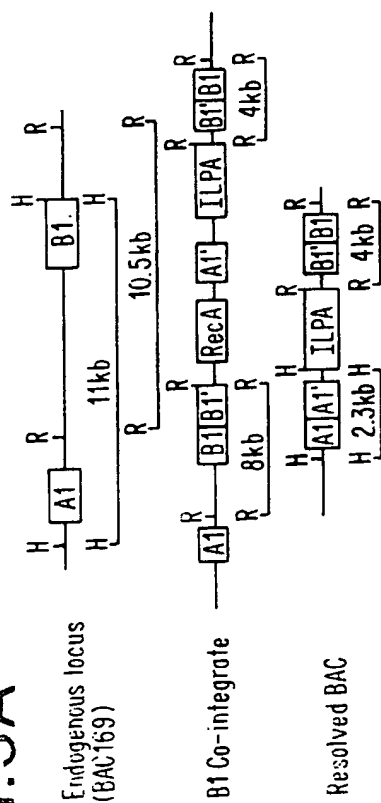 Endogenous locus
(BAC169)
H R H R
A1 B1.
H 11kb H
R 10.5kb R
B1 Co-integrate
R R R R
A1 B1 B1' RecA A1' ILPA B1' B1
R 8kb R R 4kb R
Resolved BAC
H H R R
A1 A1' ILPA B1' B1
H 2.3kb H R 4kb R